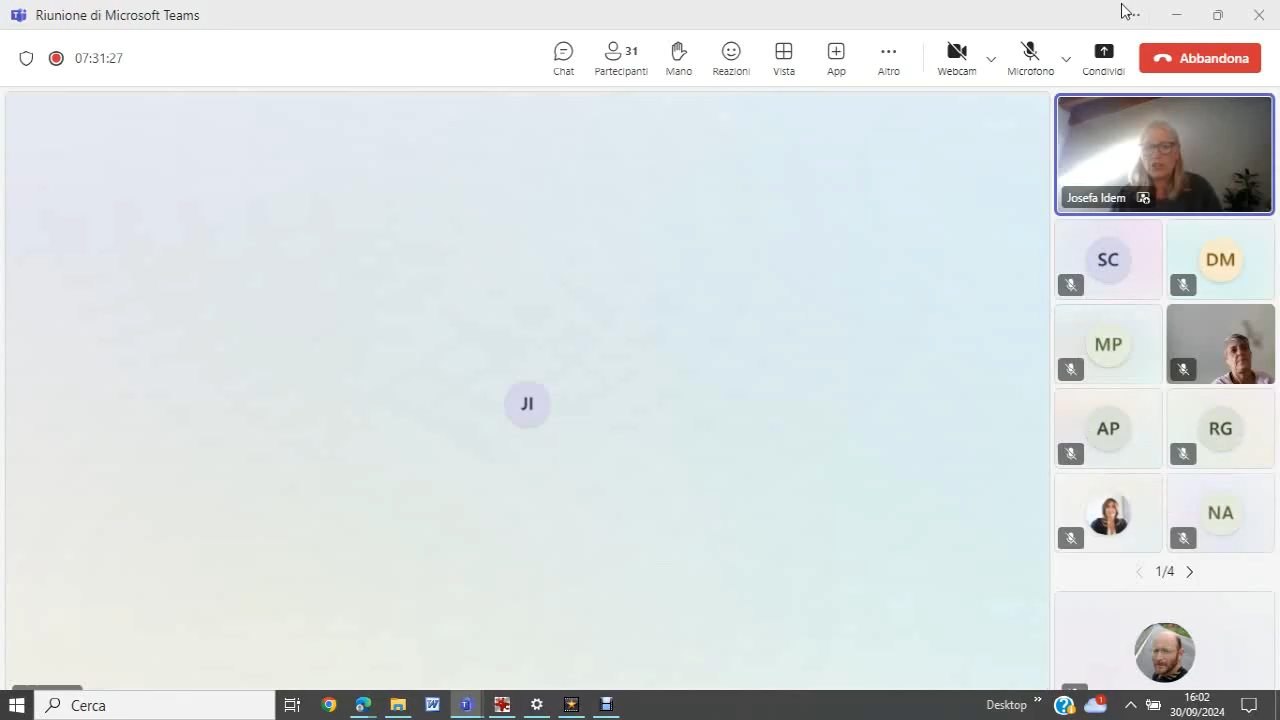 Riunione di Microsoft Teams
07:31:27
Chat
31
Partecipanti
Mano
Reazioni
Vista
App
Altro
Webcam
Microfono
Condividi
Abbandona
Josefa Idem
SC
DM
MP
AP
RG
NA
JI
1/4
Cerca
Desktop
1
16:02
30/09/2024